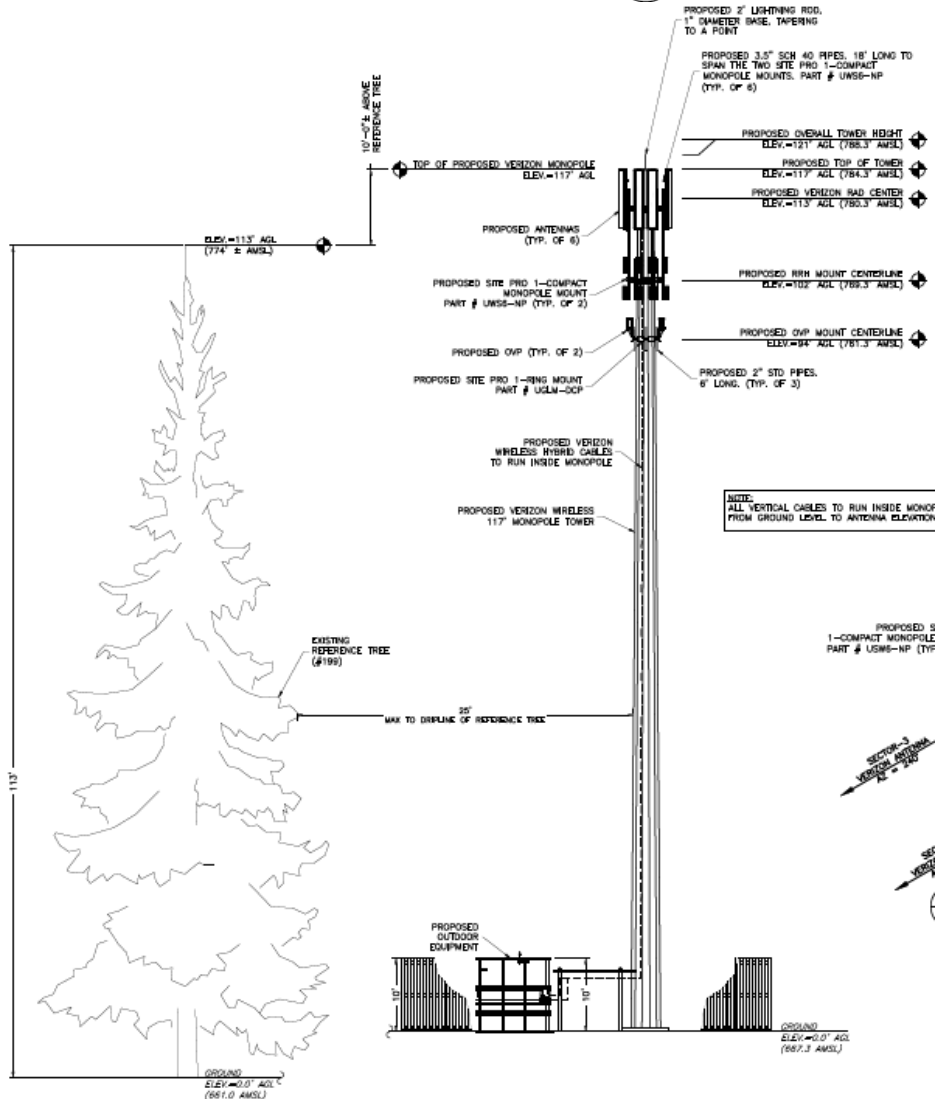 PROPOSED 2' LIGHTNING ROD,
1" DIAMETER BASE, TAPERING
TO A POINT
PROPOSED 3.5" SCH 40 PIPES, 18' LONG TO
SPAN THE TWO SITE PRO 1-COMPACT
MONOPOLE MOUNTS. PART # UWS6-NP
(TYP. OF 6)
10'-0"± ABOVE
REFERENCE TREE
TOP OF PROPOSED VERIZON MONOPOLE
ELEV.=117' AGL
PROPOSED OVERALL TOWER HEIGHT
ELEV.=121' AGL (788.3' AMSL)
PROPOSED TOP OF TOWER
ELEV.=117' AGL (784.3' AMSL)
PROPOSED VERIZON RAD CENTER
ELEV.=113' AGL (780.3' AMSL)
ELEV.=113' AGL
(774' ± AMSL)
PROPOSED ANTENNAS
(TYP. OF 6)
PROPOSED SITE PRO 1-COMPACT
MONOPOLE MOUNT
PART # UWS6-NP (TYP. OF 2)
PROPOSED RRH MOUNT CENTERLINE
ELEV.=102' AGL (769.3' AMSL)
PROPOSED OVP (TYP. OF 2)
PROPOSED OVP MOUNT CENTERLINE
ELEV.=94' AGL (761.3' AMSL)
PROPOSED SITE PRO 1-RING MOUNT
PART # UGLM-DCP
PROPOSED 2" STD PIPES,
6' LONG. (TYP. OF 3)
PROPOSED VERIZON
WIRELESS HYBRID CABLES
TO RUN INSIDE MONOPOLE
PROPOSED VERIZON WIRELESS
117' MONOPOLE TOWER
NOTE:
ALL VERTICAL CABLES TO RUN INSIDE MONOP
FROM GROUND LEVEL TO ANTENNA ELEVATION
EXISTING
REFERENCE TREE
(#199)
PROPOSED S
1-COMPACT MONOPOLE
PART # USW6-NP (TYP
25'
MAX TO DRIPLINE OF REFERENCE TREE
SECTOR-3
VERIZON ANTENNA
AZ = 240°
113'
SEC
VERIZO
PROPOSED
OUTDOOR
EQUIPMENT
10'
10'
GROUND
ELEV.=0.0' AGL
(667.3 AMSL)
GROUND
ELEV.=0.0' AGL
(661.0 AMSL)